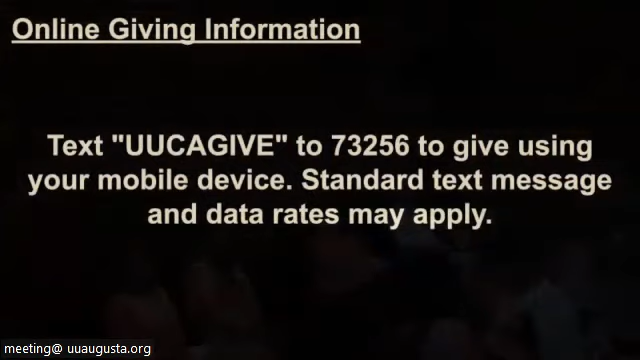 Online Giving Information
Text "UUCAGIVE" to 73256 to give using
your mobile device. Standard text message
and data rates may apply.
meeting@ uuaugusta.org